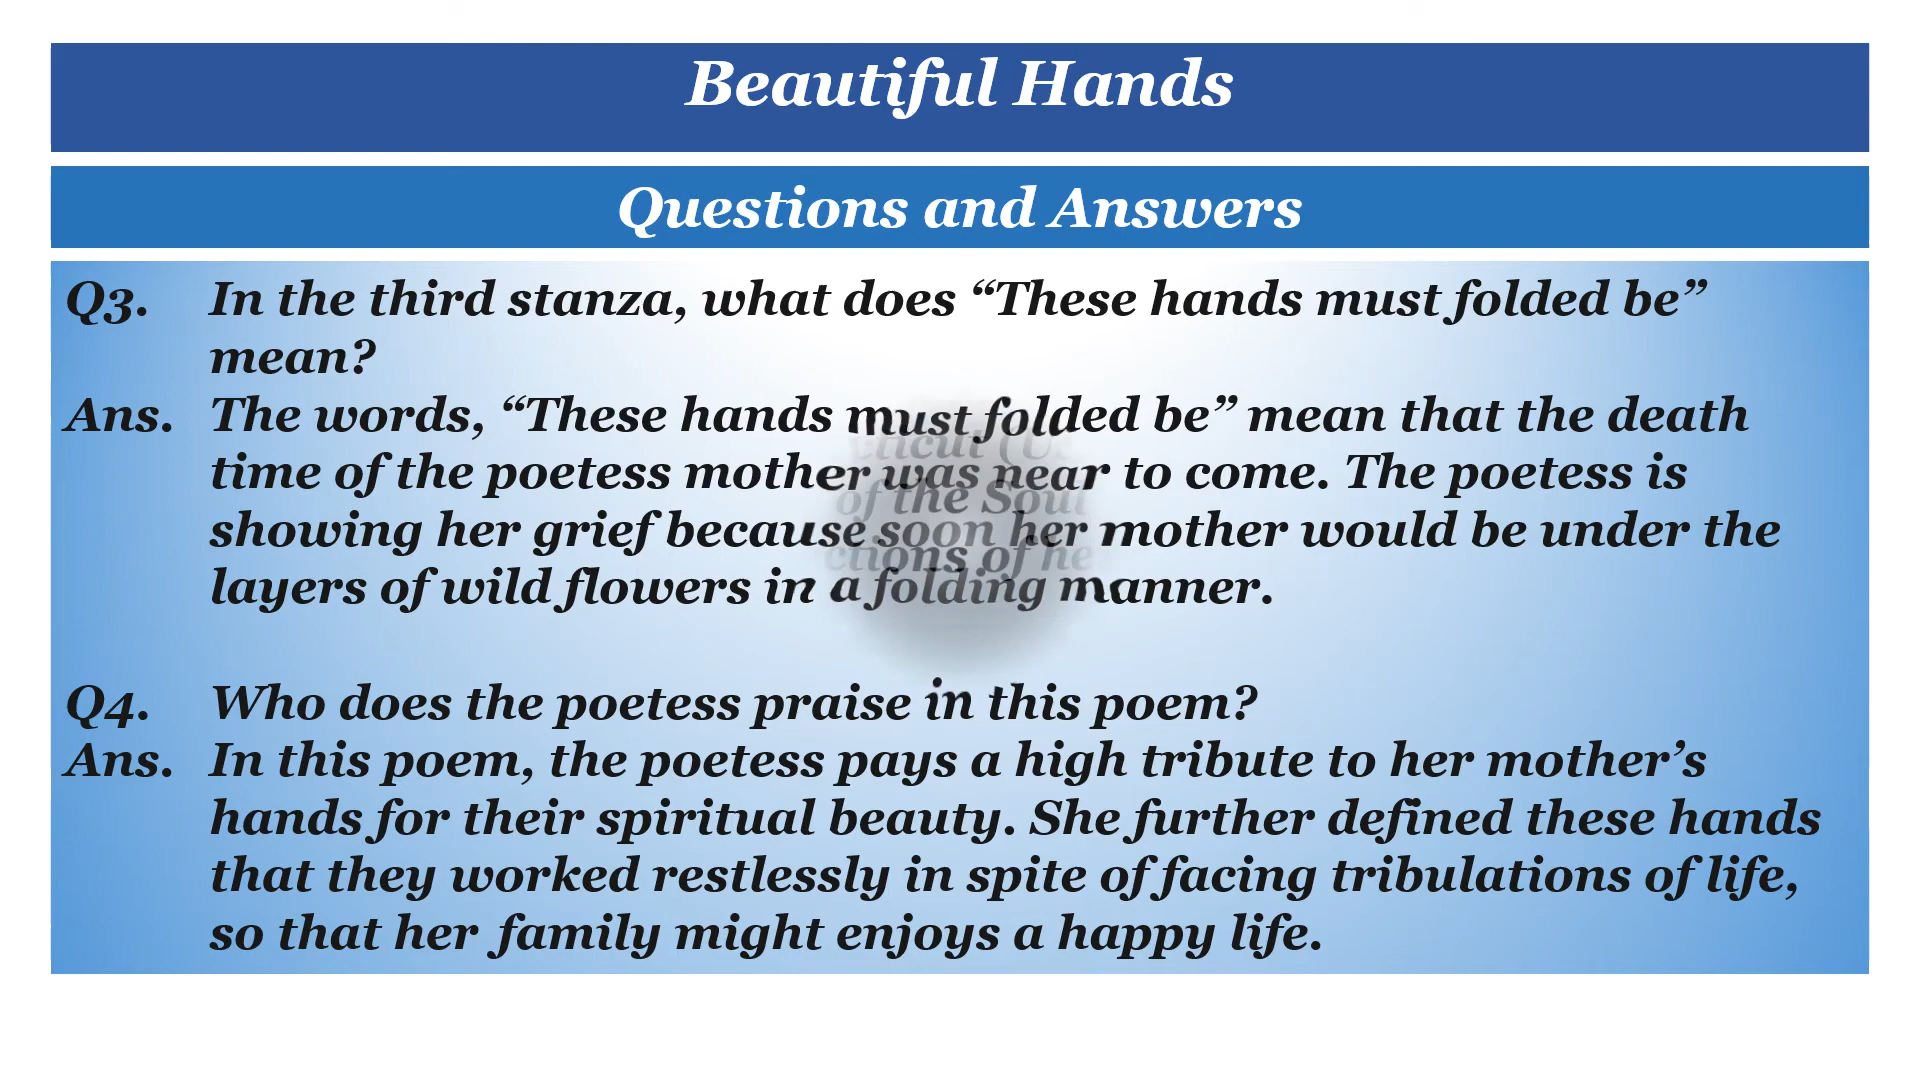 Beautiful Hands
Questions and Answers
Q3. In the third stanza, what does “These hands must folded be”
mean?
Ans. The words, “These hands must folded be” mean that the death
time of the poetess mother was near to come. The poetess is
showing her grief because soon her mother would be under the
layers of wild flowers in a folding manner.
Q4. Who does the poetess praise in this poem?
Ans. In this poem, the poetess pays a high tribute to her mother’s
hands for their spiritual beauty. She further defined these hands
that they worked restlessly in spite of facing tribulations of life,
so that her family might enjoys a happy life.